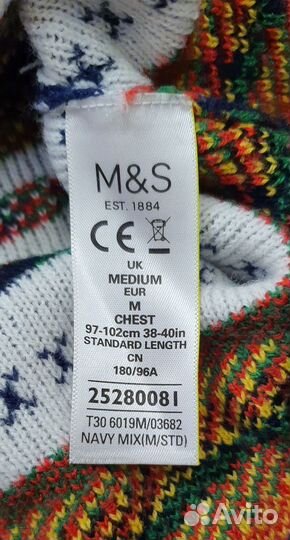 M&S
EST. 1884
CE
UK
MEDIUM
EUR
M
CHEST
97-102cm 38-40in
STANDARD LENGTH
CN
180/96A
25280081
T30 6019M/03682
NAVY MIX(M/STD)
Avito